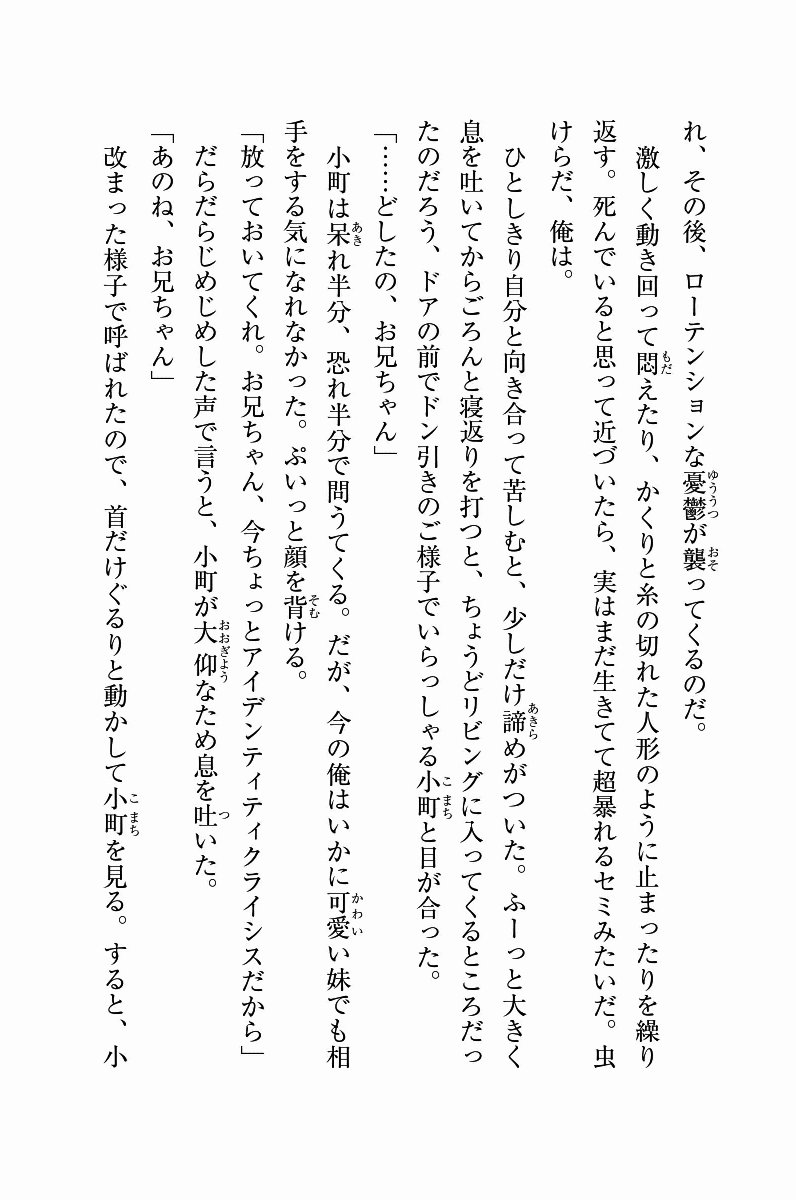 れ、その後、ローテンションな憂鬱が襲ってくるのだ。
　激しく動き回って悶えたり、かくりと糸の切れた人形のように止まったりを繰り
返す。死んでいると思って近づいたら、実はまだ生きてて超暴れるセミみたいだ。虫
けらだ、俺は。
　ひとしきり自分と向き合って苦しむと、少しだけ諦めがついた。ふーっと大きく
息を吐いてからごろんと寝返りを打つと、ちょうどリビングに入ってくるところだっ
たのだろう、ドアの前でドン引きのご様子でいらっしゃる小町と目が合った。
「……どしたの、お兄ちゃん」
　小町は呆れ半分、恐れ半分で問うてくる。だが、今の俺はいかに可愛い妹でも相
手をする気になれなかった。ぷいっと顔を背ける。
「放っておいてくれ。お兄ちゃん、今ちょっとアイデンティティクライシスだから」
　だらだらじめじめした声で言うと、小町が大仰なため息を吐いた。
「あのね、お兄ちゃん」
　改まった様子で呼ばれたので、首だけぐるりと動かして小町を見る。すると、小